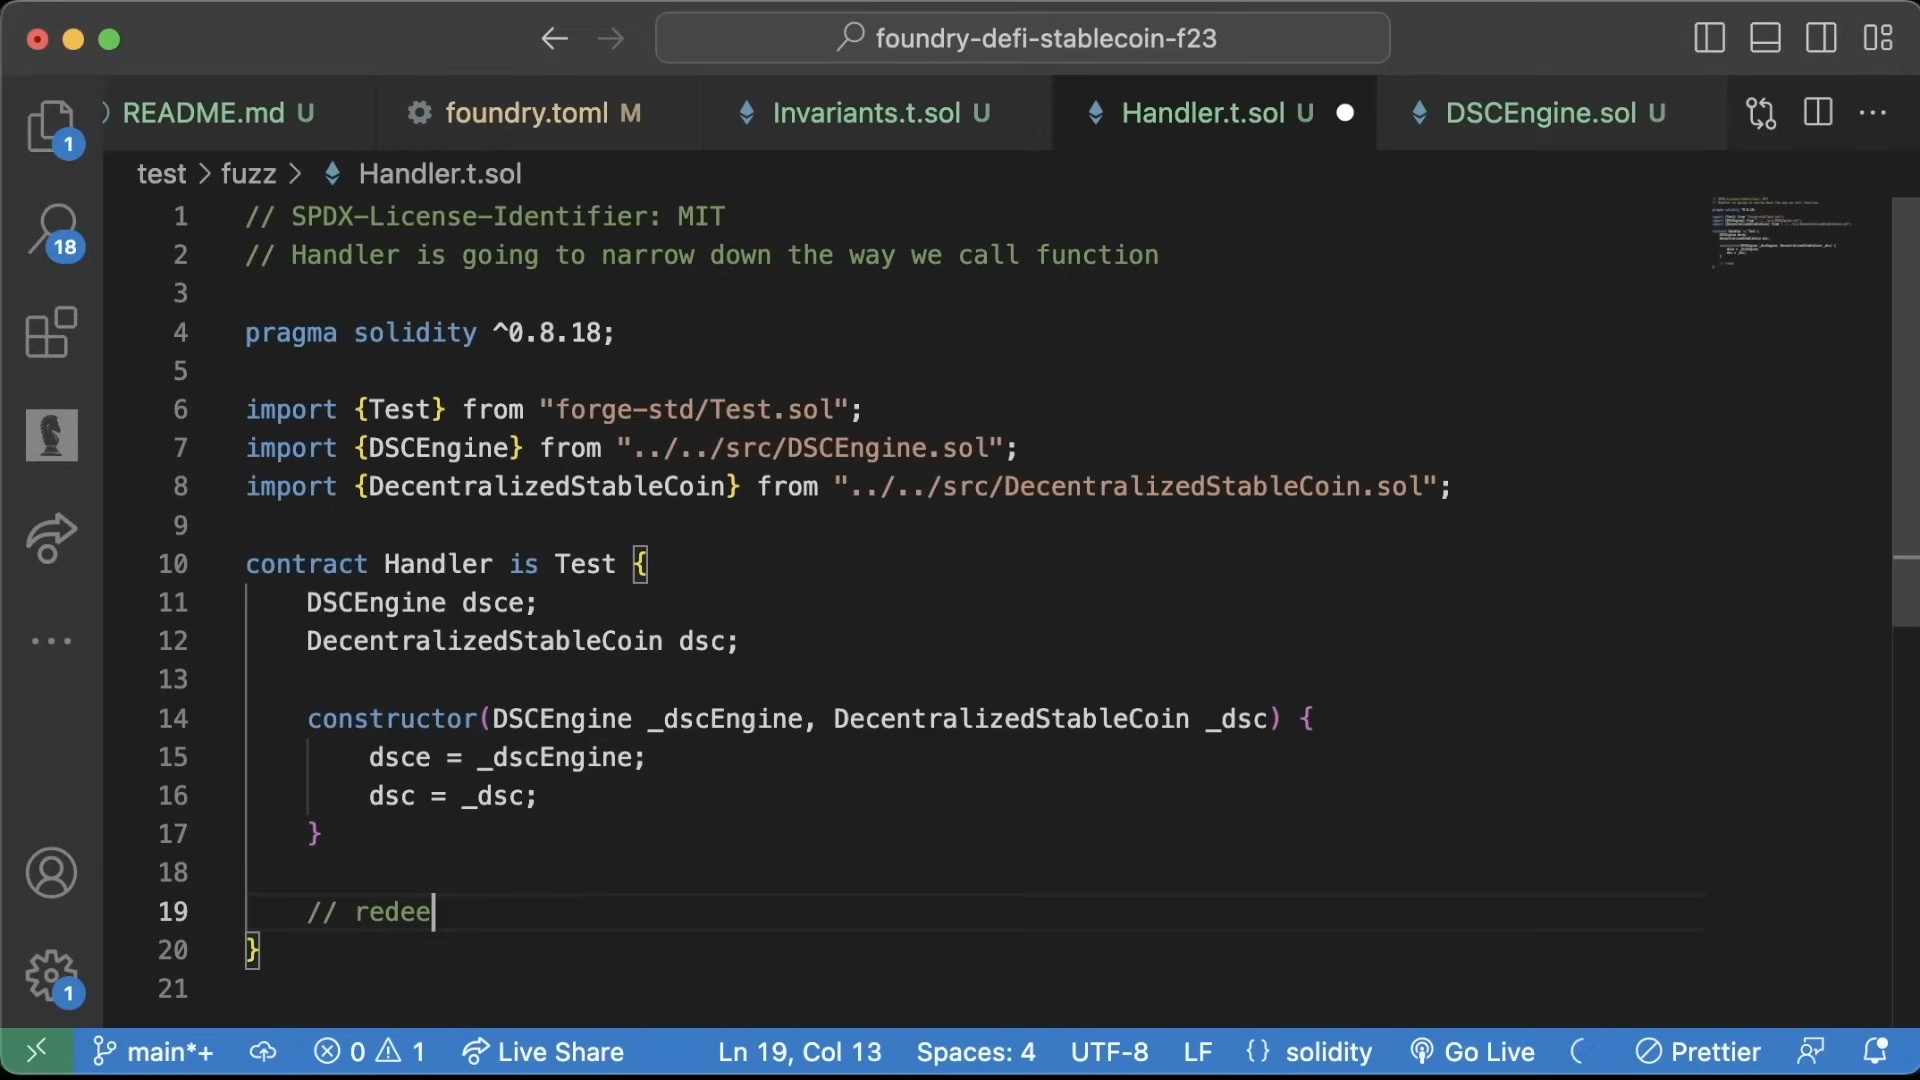 foundry-defi-stablecoin-f23
README.md U
foundry.toml M
Invariants.t.sol U
Handler.t.sol U
DSCEngine.sol U
test > fuzz > Handler.t.sol
1 // SPDX-License-Identifier: MIT
2 // Handler is going to narrow down the way we call function
3
4 pragma solidity ^0.8.18;
5
6 import {Test} from "forge-std/Test.sol";
7 import {DSCEngine} from "../../src/DSCEngine.sol";
8 import {DecentralizedStableCoin} from "../../src/DecentralizedStableCoin.sol";
9
10 contract Handler is Test {
11     DSCEngine dsce;
12     DecentralizedStableCoin dsc;
13
14     constructor(DSCEngine _dscEngine, DecentralizedStableCoin _dsc) {
15         dsce = _dscEngine;
16         dsc = _dsc;
17     }
18
19     // redee
20 }
21
1
18
1
main*+ 0 1 Live Share Ln 19, Col 13 Spaces: 4 UTF-8 LF {} solidity Go Live Prettier